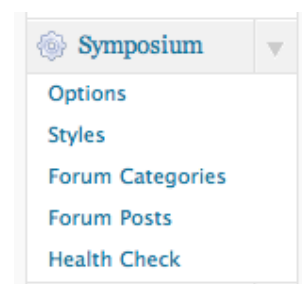 Symposium
Options
Styles
Forum Categories
Forum Posts
Health Check